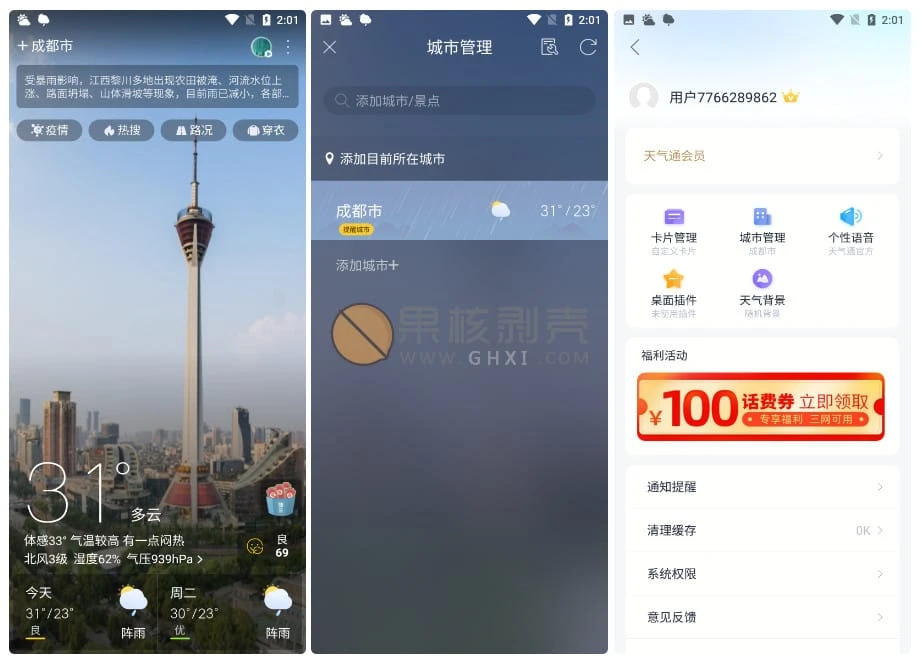 2:01
成都市
受暴雨影响，江西黎川多地出现农田被淹、河流水位上
涨、路面坍塌、山体滑坡等现象，目前雨已减小，各部...
疫情
热搜
路况
穿衣
31°
多云
体感33° 气温较高 有一点闷热
北风3级 湿度62% 气压939hPa
良
69
今天
31°/23°
良
阵雨
周二
30°/23°
优
阵雨
2:01
城市管理
添加城市/景点
添加目前所在城市
成都市
提醒城市
31°/23°
添加城市+
果核剥壳
WWW.GHXI.COM
2:01
用户7766289862
天气通会员
卡片管理
自定义卡片
城市管理
成都市
个性语音
天气通官方
桌面插件
未使用插件
天气背景
随机背景
福利活动
¥100 话费券 立即领取
专享福利 三网可用
通知提醒
清理缓存
0K
系统权限
意见反馈